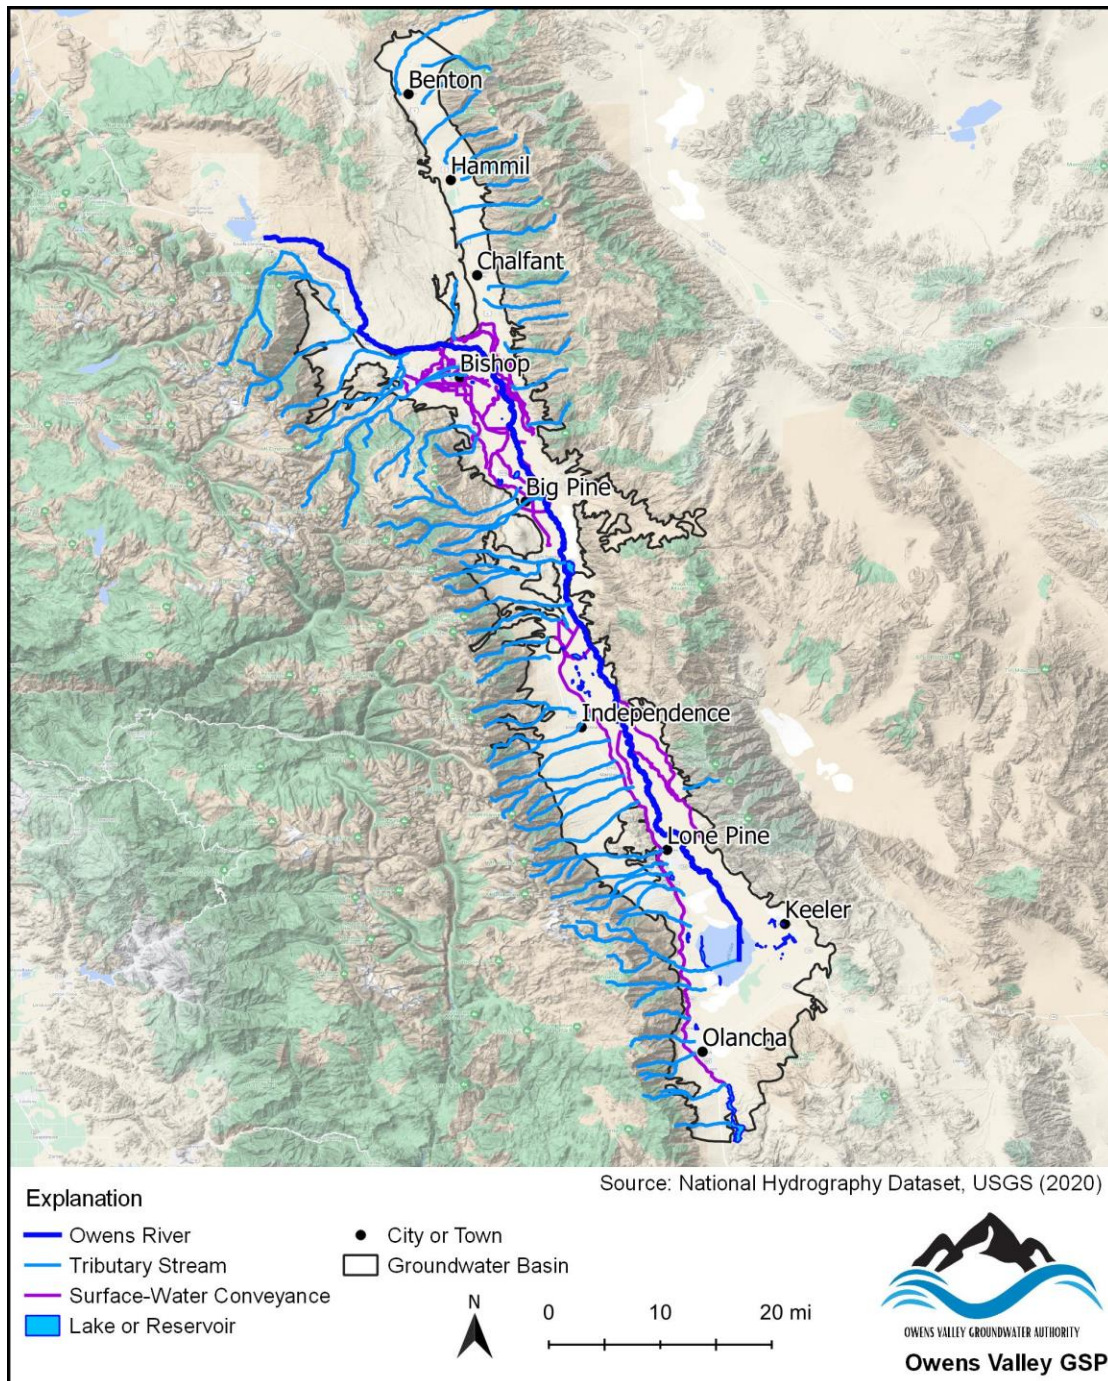 Benton
Hammil
Chalfant
Bishop
Big Pine
Independence
Lone Pine
Keeler
Olancha
Source: National Hydrography Dataset, USGS (2020)
Explanation
Owens River
City or Town
Tributary Stream
Groundwater Basin
Surface-Water Conveyance
Lake or Reservoir
N
0 10 20 mi
OWENS VALLEY GROUNDWATER AUTHORITY
Owens Valley GSP